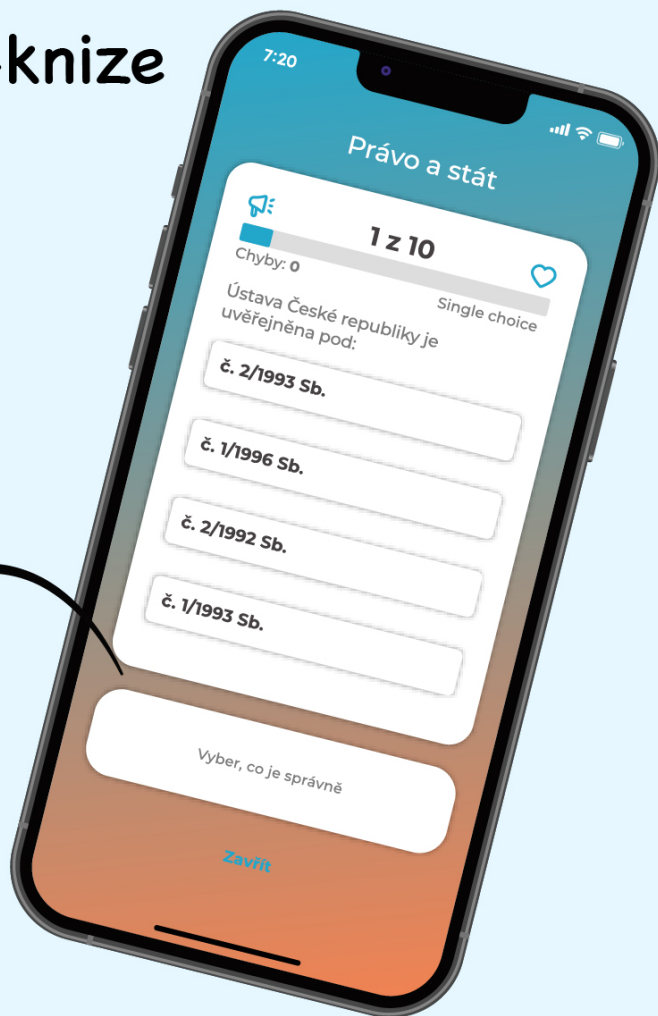 knize
7:20
Právo a stát
1 z 10
Chyby: 0
Single choice
Ústava České republiky je
uvěřejněna pod:
č. 2/1993 Sb.
č. 1/1996 Sb.
č. 2/1992 Sb.
č. 1/1993 Sb.
Vyber, co je správně
Zavřít